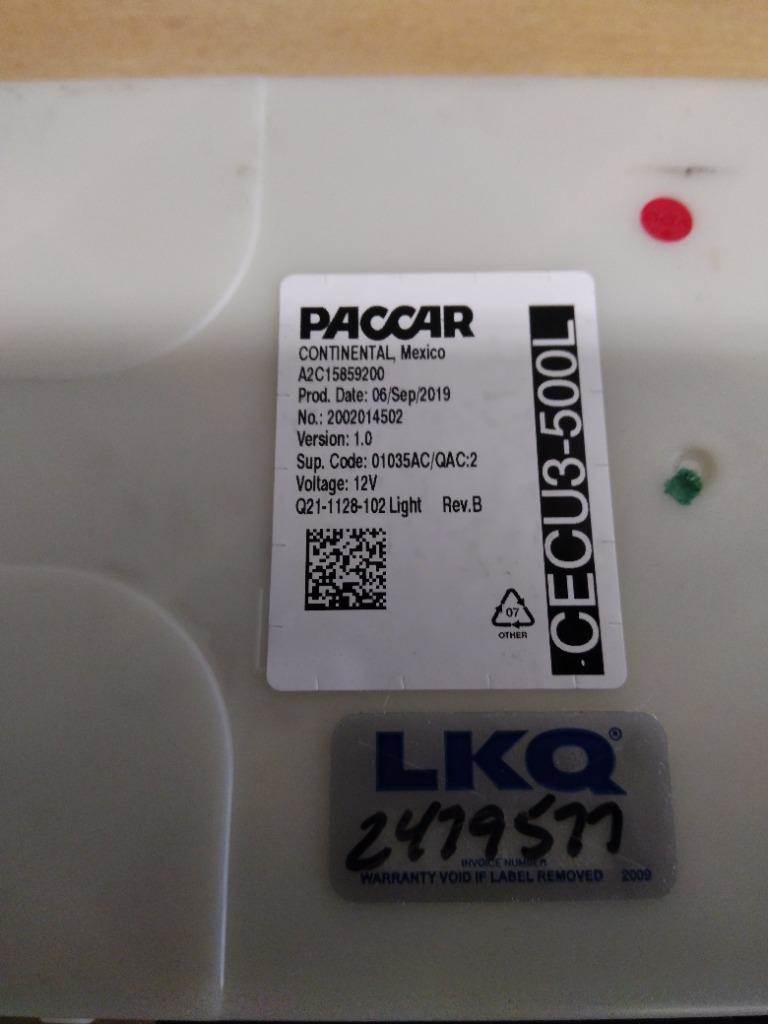 PACCAR
CONTINENTAL, Mexico
A2C15859200
Prod. Date: 06/Sep/2019
No.: 2002014502
Version: 1.0
Sup. Code: 01035AC/QAC:2
Voltage: 12V
Q21-1128-102 Light Rev.B
CECU3-500L
07
OTHER
LKQ®
2479577
INVOICE NUMBER
WARRANTY VOID IF LABEL REMOVED 2009